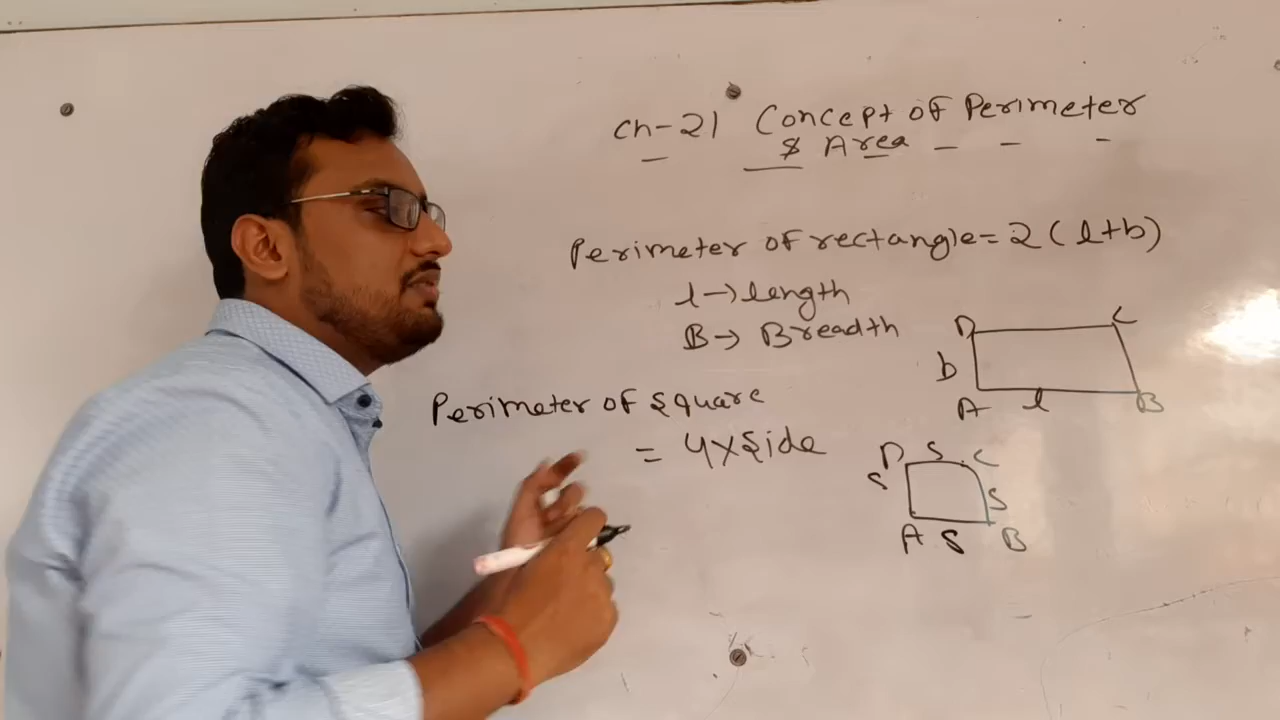 Ch-21 Concept of Perimeter
& Area
Perimeter of rectangle = 2 (l+b)
l → length
B → Breadth
D C
b
A l B
Perimeter of Square
= 4×Side
D S C
S S
A S B